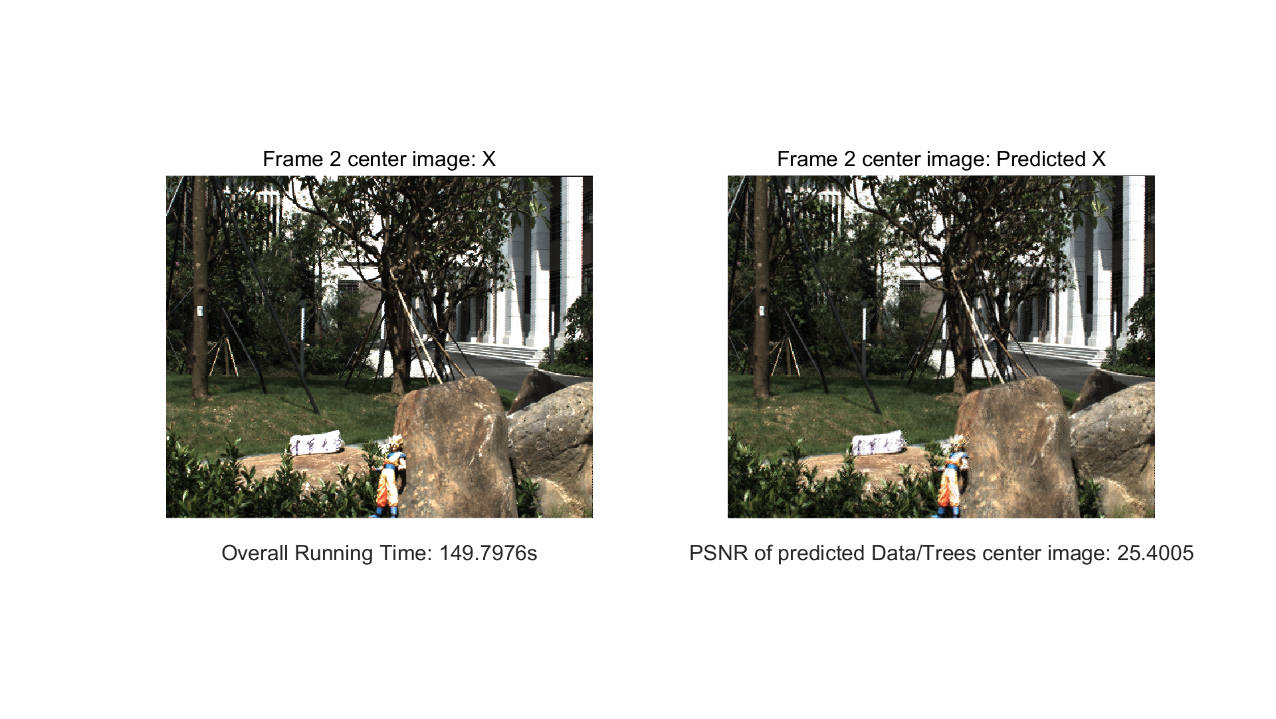 Frame 2 center image: X
Frame 2 center image: Predicted X
Overall Running Time: 149.7976s
PSNR of predicted Data/Trees center image: 25.4005